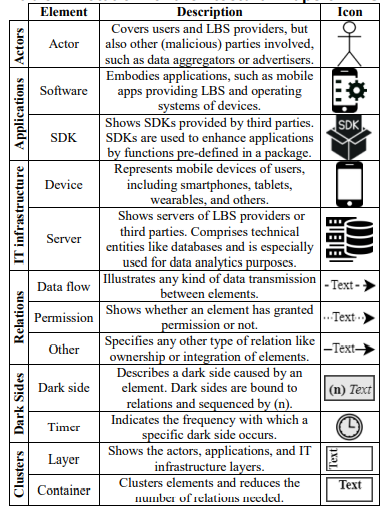 Element Description Icon
Actors
Actor
Covers users and LBS providers, but
also other (malicious) parties involved,
such as data aggregators or advertisers.
Applications
Software
Embodies applications, such as mobile
apps providing LBS and operating
systems of devices.
SDK
Shows SDKs provided by third parties.
SDKs are used to enhance applications
by functions pre-defined in a package.
SDK
IT infrastructure
Device
Represents mobile devices of users,
including smartphones, tablets,
wearables, and others.
Server
Shows servers of LBS providers or
third parties. Comprises technical
entities like databases and is especially
used for data analytics purposes.
Relations
Data flow
Illustrates any kind of data transmission
between elements.
Text
Permission
Shows whether an element has granted
permission or not.
Text
Other
Specifies any other type of relation like
ownership or integration of elements.
Text
Dark Sides
Dark side
Describes a dark side caused by an
element. Dark sides are bound to
relations and sequenced by (n).
(n) Text
Timer
Indicates the frequency with which a
specific dark side occurs.
Clusters
Layer
Shows the actors, applications, and IT
infrastructure layers.
Text
Container
Clusters elements and reduces the
number of relations needed.
Text